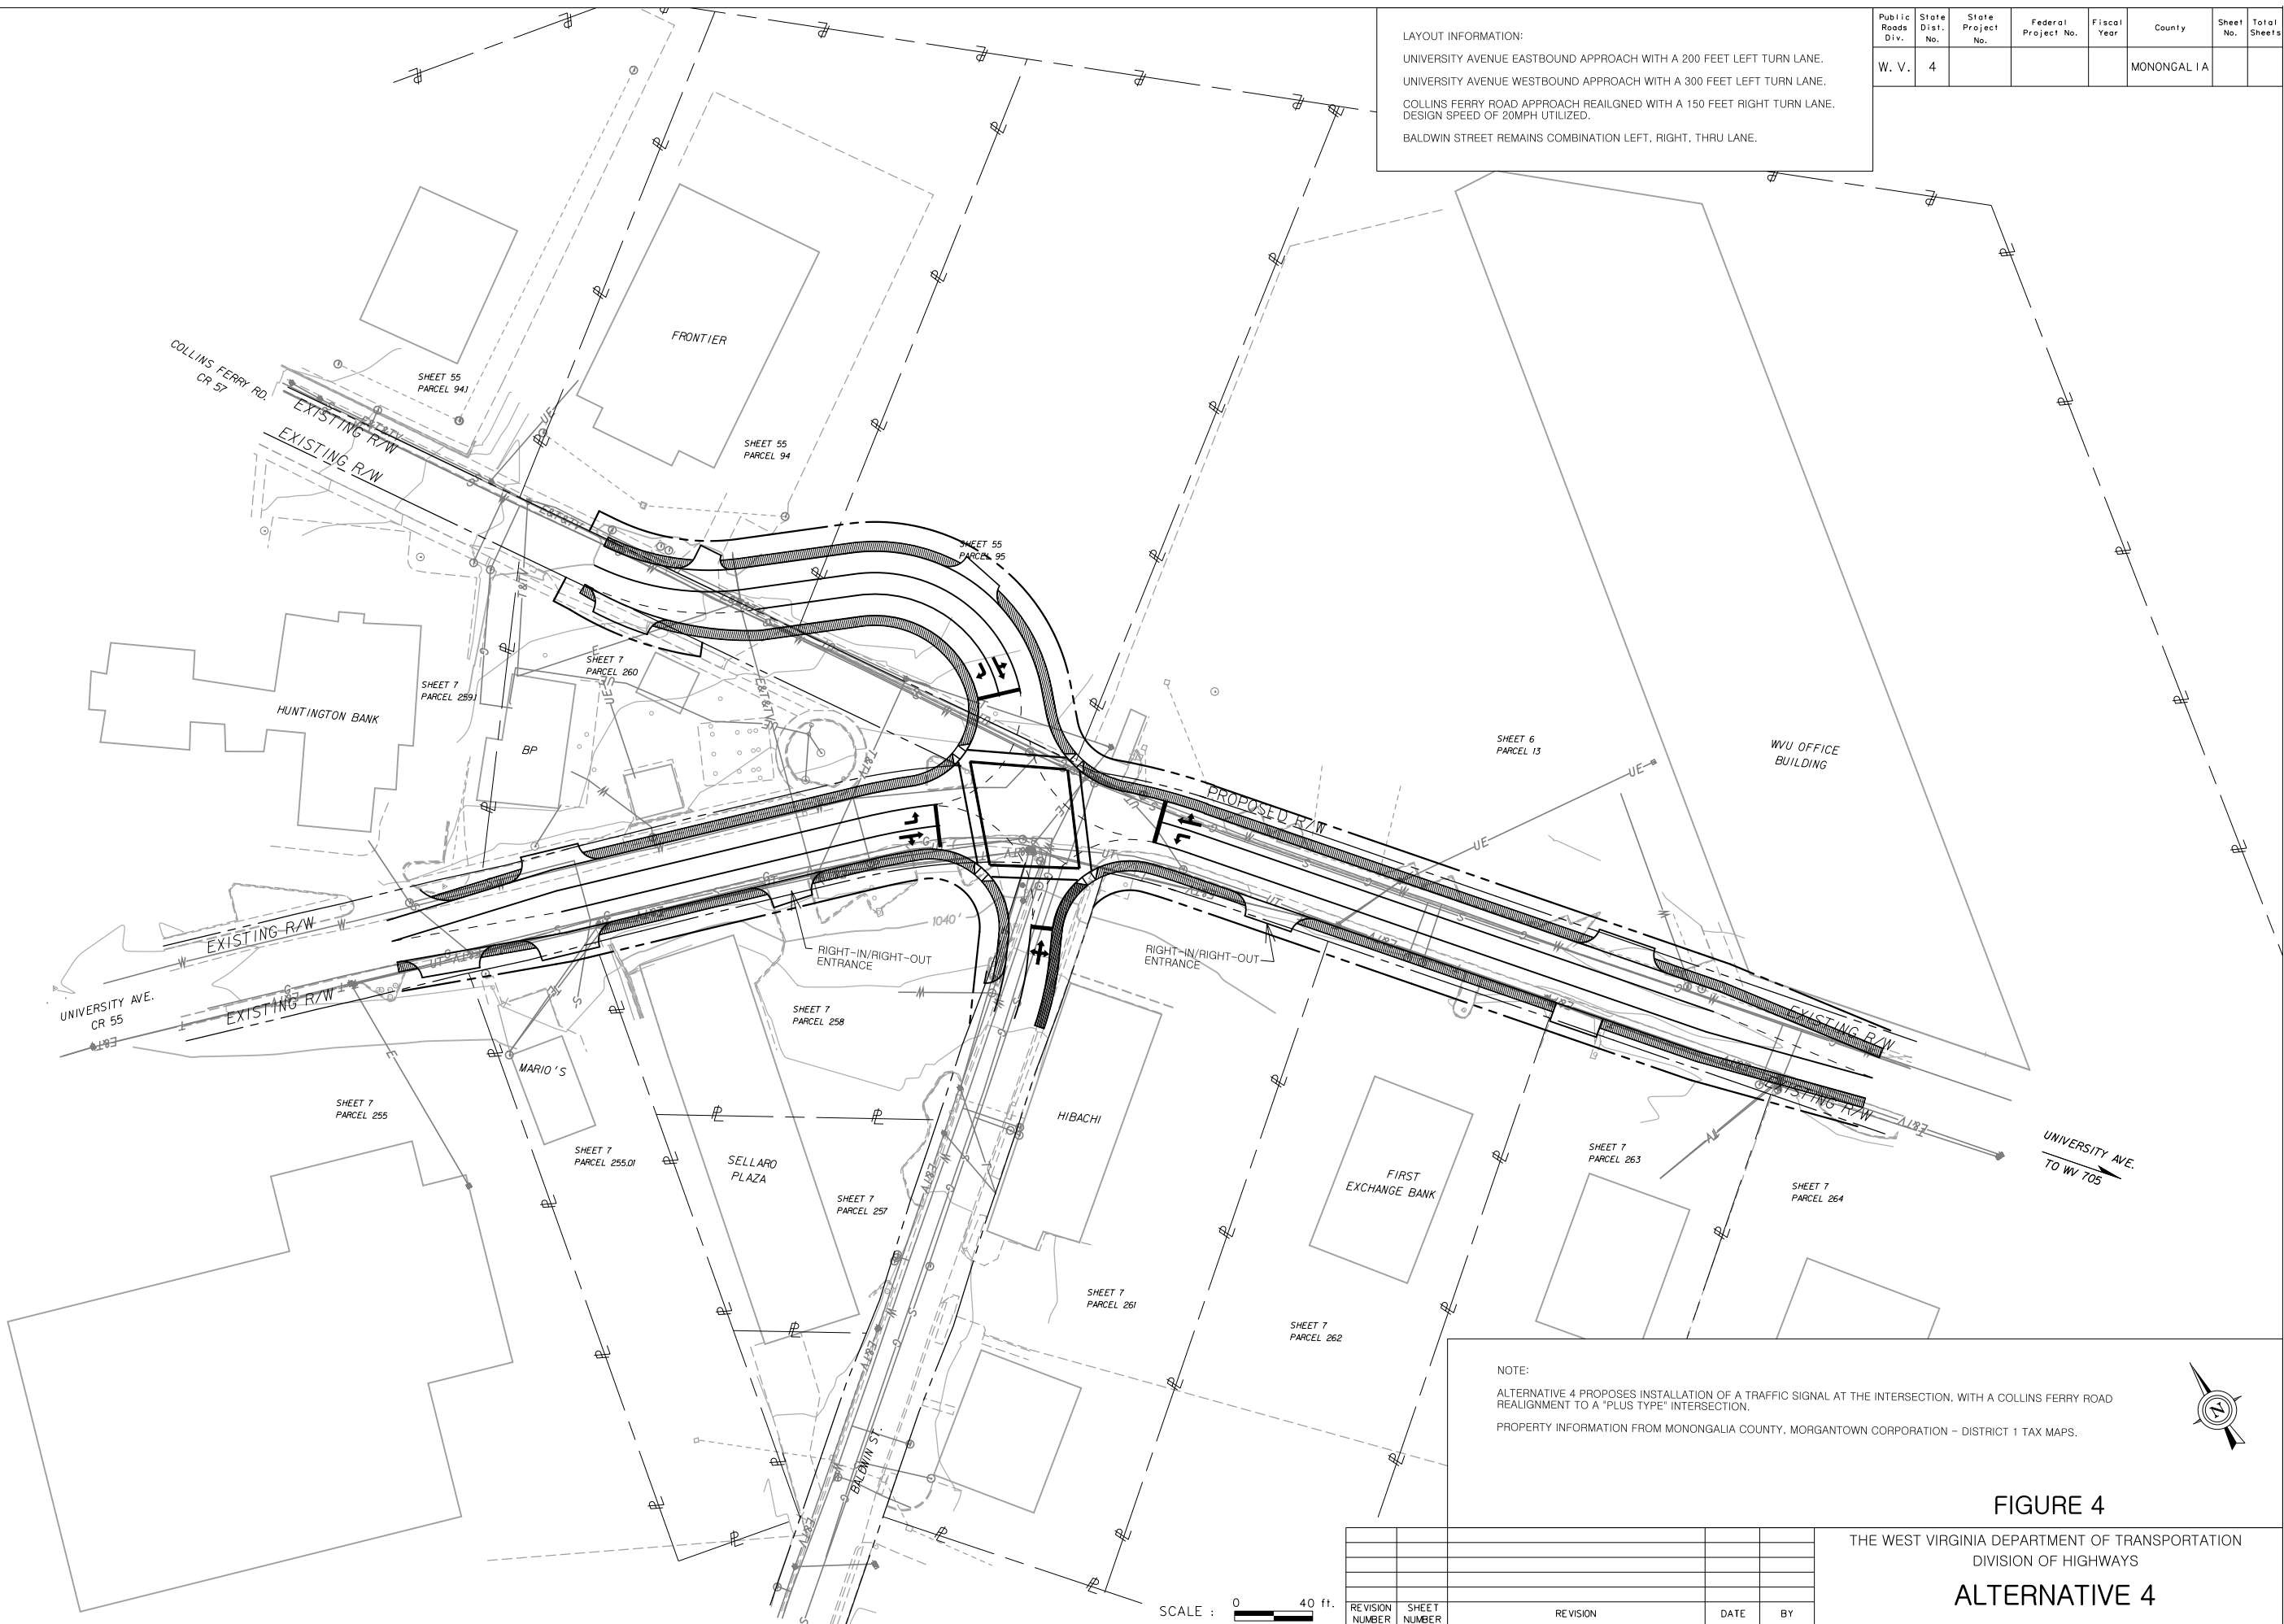 LAYOUT INFORMATION:
UNIVERSITY AVENUE EASTBOUND APPROACH WITH A 200 FEET LEFT TURN LANE.
UNIVERSITY AVENUE WESTBOUND APPROACH WITH A 300 FEET LEFT TURN LANE.
COLLINS FERRY ROAD APPROACH REAILGNED WITH A 150 FEET RIGHT TURN LANE.
DESIGN SPEED OF 20MPH UTILIZED.
BALDWIN STREET REMAINS COMBINATION LEFT, RIGHT, THRU LANE.
Public Roads Div.
State Dist. No.
State Project No.
Federal Project No.
Fiscal Year
County
Sheet No.
Total Sheets
W. V.
4
MONONGALIA
FRONTIER
COLLINS FERRY RD.
CR 57
SHEET 55
PARCEL 94.1
EXISTING R/W
EXISTING R/W
SHEET 55
PARCEL 94
SHEET 55
PARCEL 95
SHEET 7
PARCEL 260
SHEET 7
PARCEL 259.1
HUNTINGTON BANK
BP
SHEET 6
PARCEL 13
WVU OFFICE
BUILDING
PROPOSED R/W
EXISTING R/W
1040'
RIGHT-IN/RIGHT-OUT
ENTRANCE
RIGHT-IN/RIGHT-OUT
ENTRANCE
UNIVERSITY AVE.
CR 55
EXISTING R/W
SHEET 7
PARCEL 258
EXISTING R/W
EXISTING R/W
MARIO'S
SHEET 7
PARCEL 255
SHEET 7
PARCEL 255.01
SELLARO
PLAZA
HIBACHI
SHEET 7
PARCEL 257
FIRST
EXCHANGE BANK
SHEET 7
PARCEL 263
SHEET 7
PARCEL 264
UNIVERSITY AVE.
TO WV 705
SHEET 7
PARCEL 261
SHEET 7
PARCEL 262
BALDWIN ST.
NOTE:
ALTERNATIVE 4 PROPOSES INSTALLATION OF A TRAFFIC SIGNAL AT THE INTERSECTION, WITH A COLLINS FERRY ROAD
REALIGNMENT TO A "PLUS TYPE" INTERSECTION.
PROPERTY INFORMATION FROM MONONGALIA COUNTY, MORGANTOWN CORPORATION - DISTRICT 1 TAX MAPS.
N
FIGURE 4
THE WEST VIRGINIA DEPARTMENT OF TRANSPORTATION
DIVISION OF HIGHWAYS
ALTERNATIVE 4
SCALE : 0 40 ft.
REVISION NUMBER
SHEET NUMBER
REVISION
DATE
BY